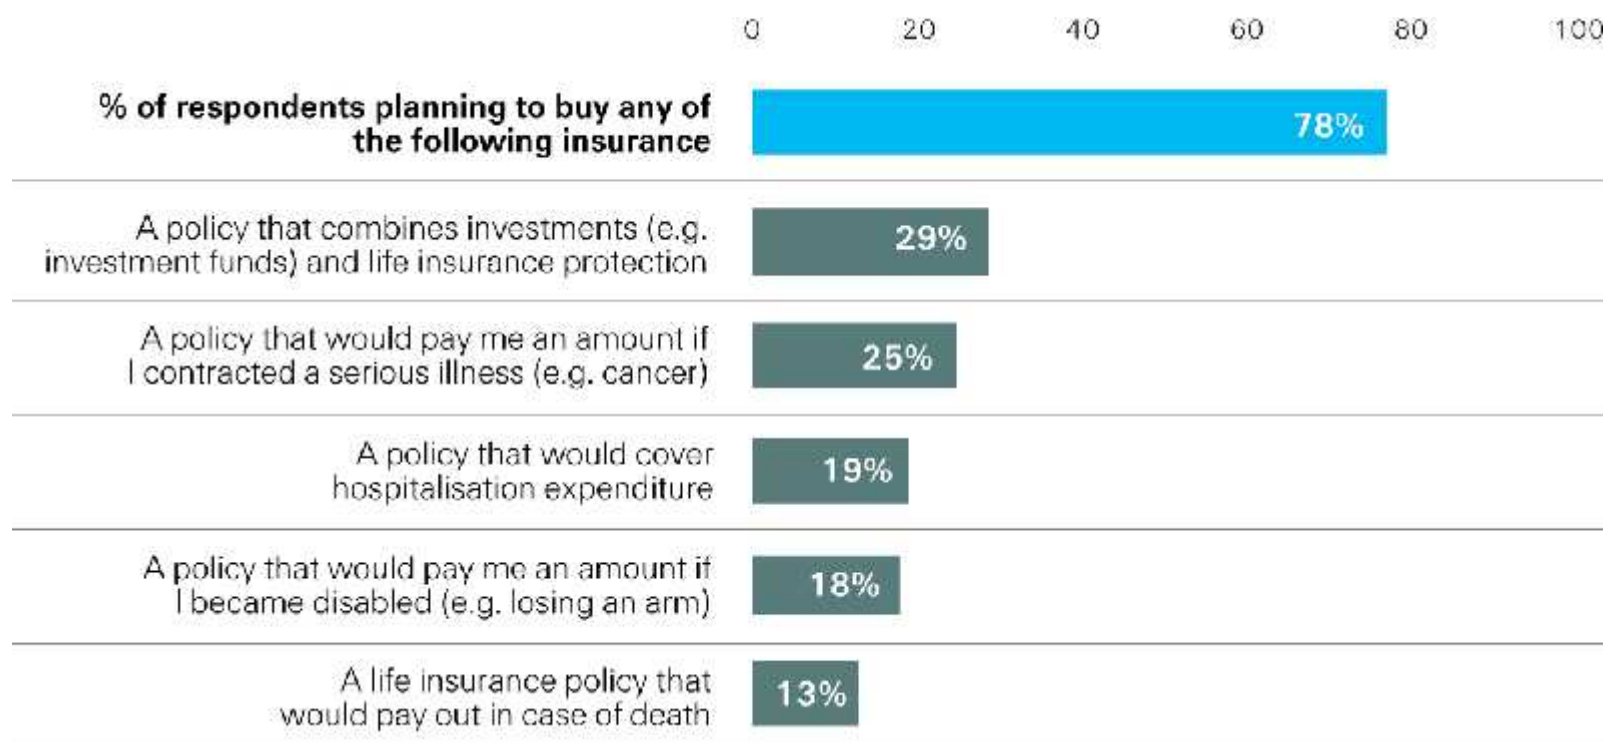 0 20 40 60 80 100
% of respondents planning to buy any of
the following insurance
78%
A policy that combines investments (e.g.
investment funds) and life insurance protection
29%
A policy that would pay me an amount if
I contracted a serious illness (e.g. cancer)
25%
A policy that would cover
hospitalisation expenditure
19%
A policy that would pay me an amount if
I became disabled (e.g. losing an arm)
18%
A life insurance policy that
would pay out in case of death
13%